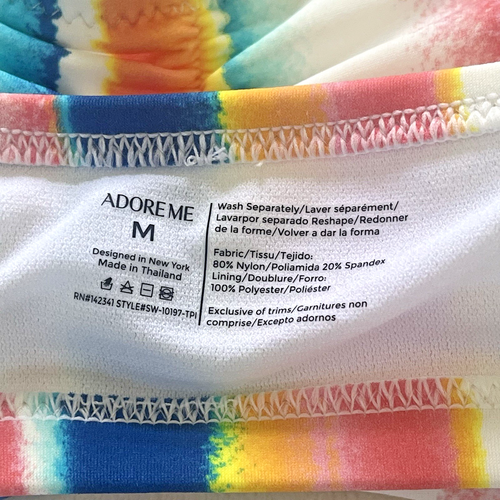 ADORE ME
M
Designed in New York
Made in Thailand
RN#142341 STYLE#SW-10197-TPI
Wash Separately/Laver séparément/
Lavarpor separado Reshape/Redonner
de la forme/Volver a dar la forma
Fabric/Tissu/Tejido:
80% Nylon/Poliamida 20% Spandex
Lining/Doublure/Forro:
100% Polyester/Poliéster
Exclusive of trims/Garnitures non
comprise/Excepto adornos